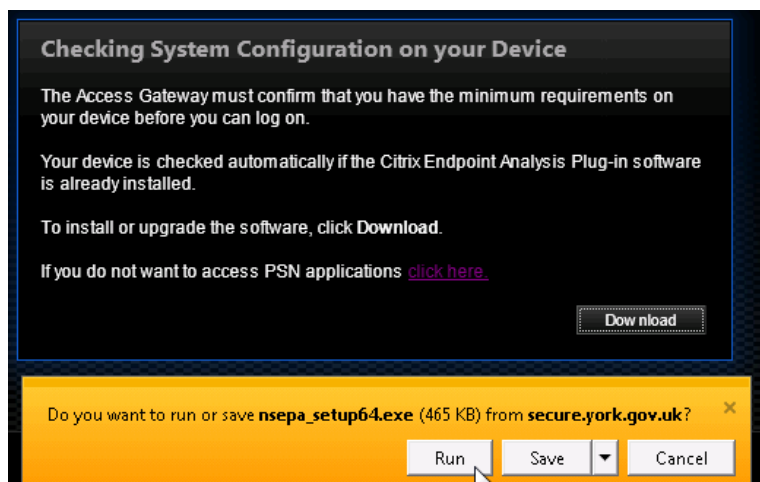 Checking System Configuration on your Device
The Access Gateway must confirm that you have the minimum requirements on
your device before you can log on.
Your device is checked automatically if the Citrix Endpoint Analysis Plug-in software
is already installed.
To install or upgrade the software, click Download.
If you do not want to access PSN applications click here.
Download
Do you want to run or save nsepa_setup64.exe (465 KB) from secure.york.gov.uk?
Run Save Cancel